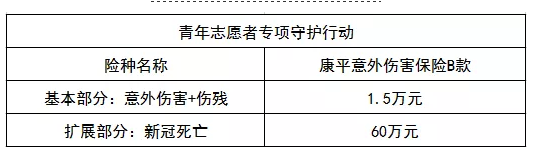 青年志愿者专项守护行动
险种名称 康平意外伤害保险B款
基本部分：意外伤害+伤残 1.5万元
扩展部分：新冠死亡 60万元